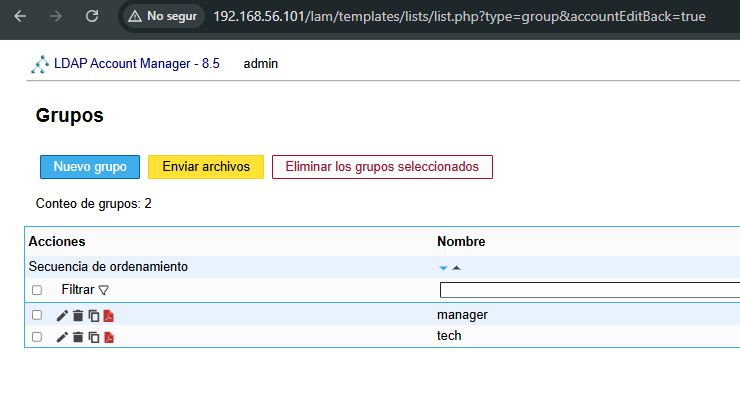 No segur 192.168.56.101/lam/templates/lists/list.php?type=group&accountEditBack=true
LDAP Account Manager - 8.5 admin
Grupos
Nuevo grupo Enviar archivos Eliminar los grupos seleccionados
Conteo de grupos: 2
Acciones Nombre
Secuencia de ordenamiento
Filtrar
manager
tech